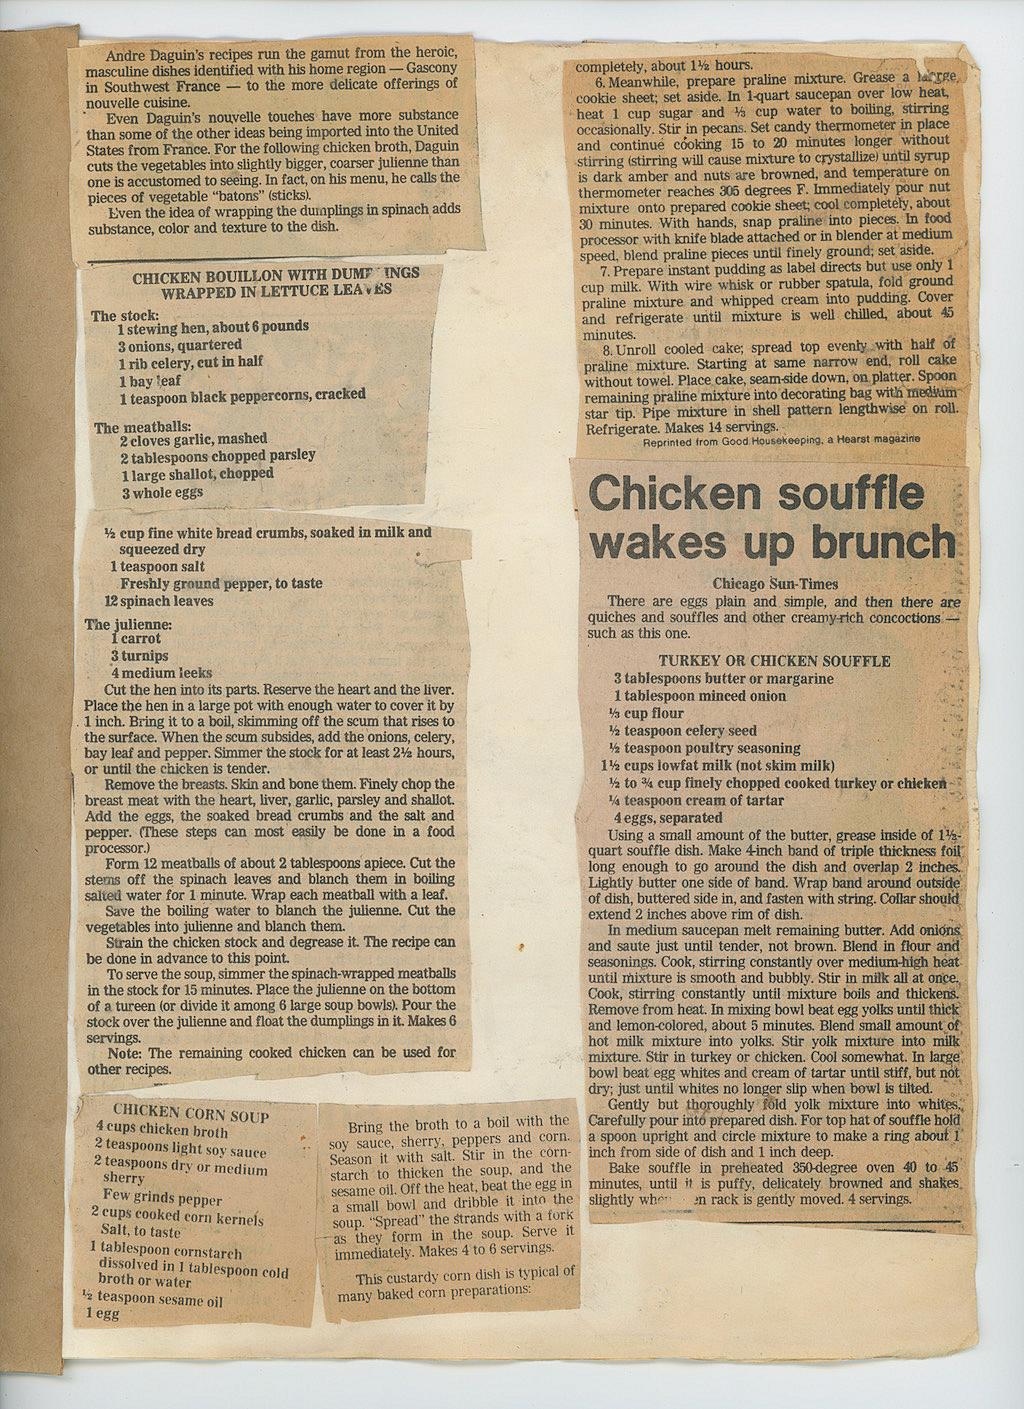 Andre Daguin's recipes run the gamut from the heroic,
masculine dishes identified with his home region — Gascony
in Southwest France — to the more delicate offerings of
nouvelle cuisine.
Even Daguin's nouvelle touches have more substance
than some of the other ideas being imported into the United
States from France. For the following chicken broth, Daguin
cuts the vegetables into slightly bigger, coarser julienne than
one is accustomed to seeing. In fact, on his menu, he calls the
pieces of vegetable "batons" (sticks).
Even the idea of wrapping the dumplings in spinach adds
substance, color and texture to the dish.
CHICKEN BOUILLON WITH DUMP INGS
WRAPPED IN LETTUCE LEAVES
The stock:
1 stewing hen, about 6 pounds
3 onions, quartered
1 rib celery, cut in half
1 bay leaf
1 teaspoon black peppercorns, cracked
The meatballs:
2 cloves garlic, mashed
2 tablespoons chopped parsley
1 large shallot, chopped
3 whole eggs
½ cup fine white bread crumbs, soaked in milk and
squeezed dry
1 teaspoon salt
Freshly ground pepper, to taste
12 spinach leaves
The julienne:
1 carrot
3 turnips
4 medium leeks
Cut the hen into its parts. Reserve the heart and the liver.
Place the hen in a large pot with enough water to cover it by
1 inch. Bring it to a boil, skimming off the scum that rises to
the surface. When the scum subsides, add the onions, celery,
bay leaf and pepper. Simmer the stock for at least 2½ hours,
or until the chicken is tender.
Remove the breasts. Skin and bone them. Finely chop the
breast meat with the heart, liver, garlic, parsley and shallot.
Add the eggs, the soaked bread crumbs and the salt and
pepper. (These steps can most easily be done in a food
processor.)
Form 12 meatballs of about 2 tablespoons apiece. Cut the
stems off the spinach leaves and blanch them in boiling
salted water for 1 minute. Wrap each meatball with a leaf.
Save the boiling water to blanch the julienne. Cut the
vegetables into julienne and blanch them.
Strain the chicken stock and degrease it. The recipe can
be done in advance to this point.
To serve the soup, simmer the spinach-wrapped meatballs
in the stock for 15 minutes. Place the julienne on the bottom
of a tureen (or divide it among 6 large soup bowls). Pour the
stock over the julienne and float the dumplings in it. Makes 6
servings.
Note: The remaining cooked chicken can be used for
other recipes.
CHICKEN CORN SOUP
4 cups chicken broth
2 teaspoons light soy sauce
2 teaspoons dry or medium
sherry
Few grinds pepper
2 cups cooked corn kernels
Salt, to taste
1 tablespoon cornstarch
dissolved in 1 tablespoon cold
broth or water
½ teaspoon sesame oil
1 egg
Bring the broth to a boil with the
soy sauce, sherry, peppers and corn.
Season it with salt. Stir in the corn-
starch to thicken the soup, and the
sesame oil. Off the heat, beat the egg in
a small bowl and dribble it into the
soup. "Spread" the strands with a fork
as they form in the soup. Serve it
immediately. Makes 4 to 6 servings.
This custardy corn dish is typical of
many baked corn preparations:
completely, about 1½ hours.
6. Meanwhile, prepare praline mixture. Grease a large
cookie sheet; set aside. In 1-quart saucepan over low heat,
heat 1 cup sugar and ⅓ cup water to boiling, stirring
occasionally. Stir in pecans. Set candy thermometer in place
and continue cooking 15 to 20 minutes longer without
stirring (stirring will cause mixture to crystallize) until syrup
is dark amber and nuts are browned, and temperature on
thermometer reaches 305 degrees F. Immediately pour nut
mixture onto prepared cookie sheet; cool completely, about
30 minutes. With hands, snap praline into pieces. In food
processor with knife blade attached or in blender at medium
speed, blend praline pieces until finely ground; set aside.
7. Prepare instant pudding as label directs but use only 1
cup milk. With wire whisk or rubber spatula, fold ground
praline mixture and whipped cream into pudding. Cover
and refrigerate until mixture is well chilled, about 45
minutes.
8. Unroll cooled cake; spread top evenly with half of
praline mixture. Starting at same narrow end, roll cake
without towel. Place cake, seam-side down, on platter. Spoon
remaining praline mixture into decorating bag with medium
star tip. Pipe mixture in shell pattern lengthwise on roll.
Refrigerate. Makes 14 servings.
Reprinted from Good Housekeeping, a Hearst magazine
Chicken souffle
wakes up brunch
Chicago Sun-Times
There are eggs plain and simple, and then there are
quiches and souffles and other creamy-rich concoctions —
such as this one.
TURKEY OR CHICKEN SOUFFLE
3 tablespoons butter or margarine
1 tablespoon minced onion
⅓ cup flour
½ teaspoon celery seed
½ teaspoon poultry seasoning
1½ cups lowfat milk (not skim milk)
½ to ¾ cup finely chopped cooked turkey or chicken
¼ teaspoon cream of tartar
4 eggs, separated
Using a small amount of the butter, grease inside of 1½-
quart souffle dish. Make 4-inch band of triple thickness foil
long enough to go around the dish and overlap 2 inches.
Lightly butter one side of band. Wrap band around outside
of dish, buttered side in, and fasten with string. Collar should
extend 2 inches above rim of dish.
In medium saucepan melt remaining butter. Add onions
and saute just until tender, not brown. Blend in flour and
seasonings. Cook, stirring constantly over medium-high heat
until mixture is smooth and bubbly. Stir in milk all at once.
Cook, stirring constantly until mixture boils and thickens.
Remove from heat. In mixing bowl beat egg yolks until thick
and lemon-colored, about 5 minutes. Blend small amount of
hot milk mixture into yolks. Stir yolk mixture into milk
mixture. Stir in turkey or chicken. Cool somewhat. In large
bowl beat egg whites and cream of tartar until stiff, but not
dry; just until whites no longer slip when bowl is tilted.
Gently but thoroughly fold yolk mixture into whites.
Carefully pour into prepared dish. For top hat of souffle hold
a spoon upright and circle mixture to make a ring about 1
inch from side of dish and 1 inch deep.
Bake souffle in preheated 350-degree oven 40 to 45
minutes, until it is puffy, delicately browned and shakes
slightly when rack is gently moved. 4 servings.